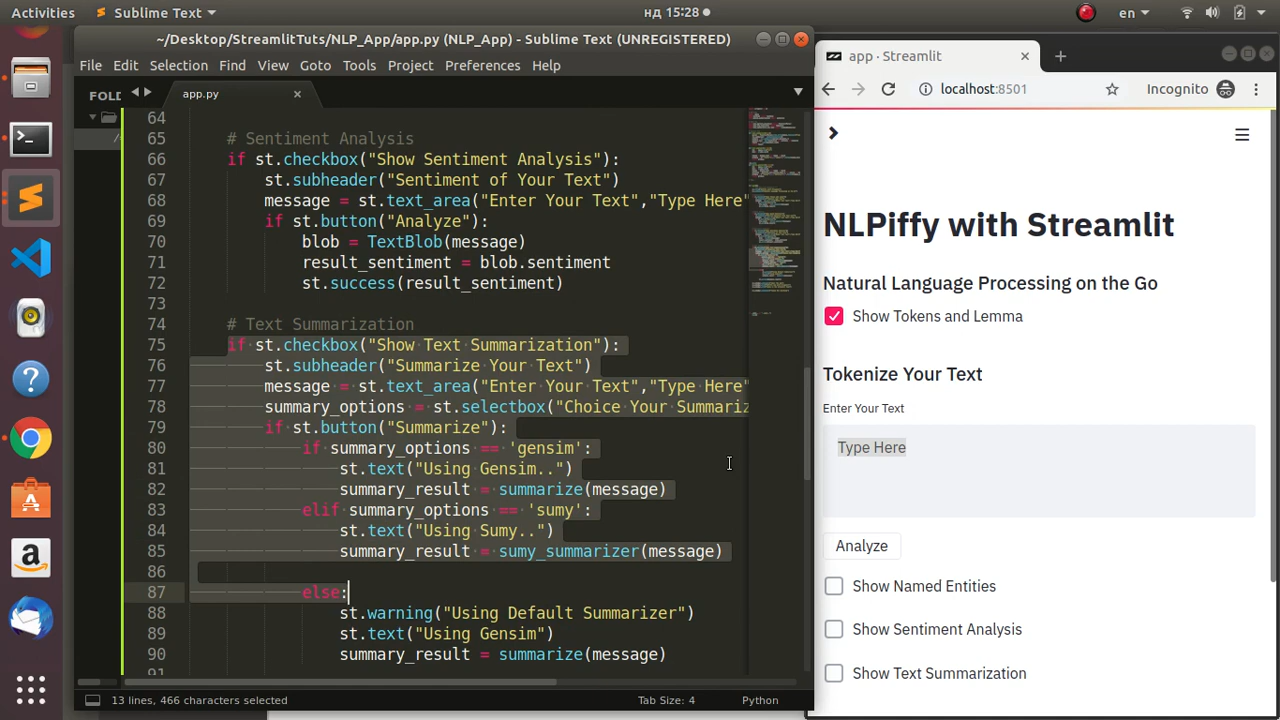 Activities
Sublime Text
нд 15:28
en
~/Desktop/StreamlitTuts/NLP_App/app.py (NLP_App) - Sublime Text (UNREGISTERED)
File Edit Selection Find View Goto Tools Project Preferences Help
FOLD
app.py
64
65 # Sentiment Analysis
66 if st.checkbox("Show Sentiment Analysis"):
67 st.subheader("Sentiment of Your Text")
68 message = st.text_area("Enter Your Text","Type Here"
69 if st.button("Analyze"):
70 blob = TextBlob(message)
71 result_sentiment = blob.sentiment
72 st.success(result_sentiment)
73
74 # Text Summarization
75 if st.checkbox("Show Text Summarization"):
76 st.subheader("Summarize Your Text")
77 message = st.text_area("Enter Your Text","Type Here"
78 summary_options = st.selectbox("Choice Your Summariz
79 if st.button("Summarize"):
80 if summary_options == 'gensim':
81 st.text("Using Gensim..")
82 summary_result = summarize(message)
83 elif summary_options == 'sumy':
84 st.text("Using Sumy..")
85 summary_result = sumy_summarizer(message)
86
87 else:
88 st.warning("Using Default Summarizer")
89 st.text("Using Gensim")
90 summary_result = summarize(message)
13 lines, 466 characters selected
Tab Size: 4
Python
app · Streamlit
localhost:8501
Incognito
NLPiffy with Streamlit
Natural Language Processing on the Go
Show Tokens and Lemma
Tokenize Your Text
Enter Your Text
Type Here
Analyze
Show Named Entities
Show Sentiment Analysis
Show Text Summarization